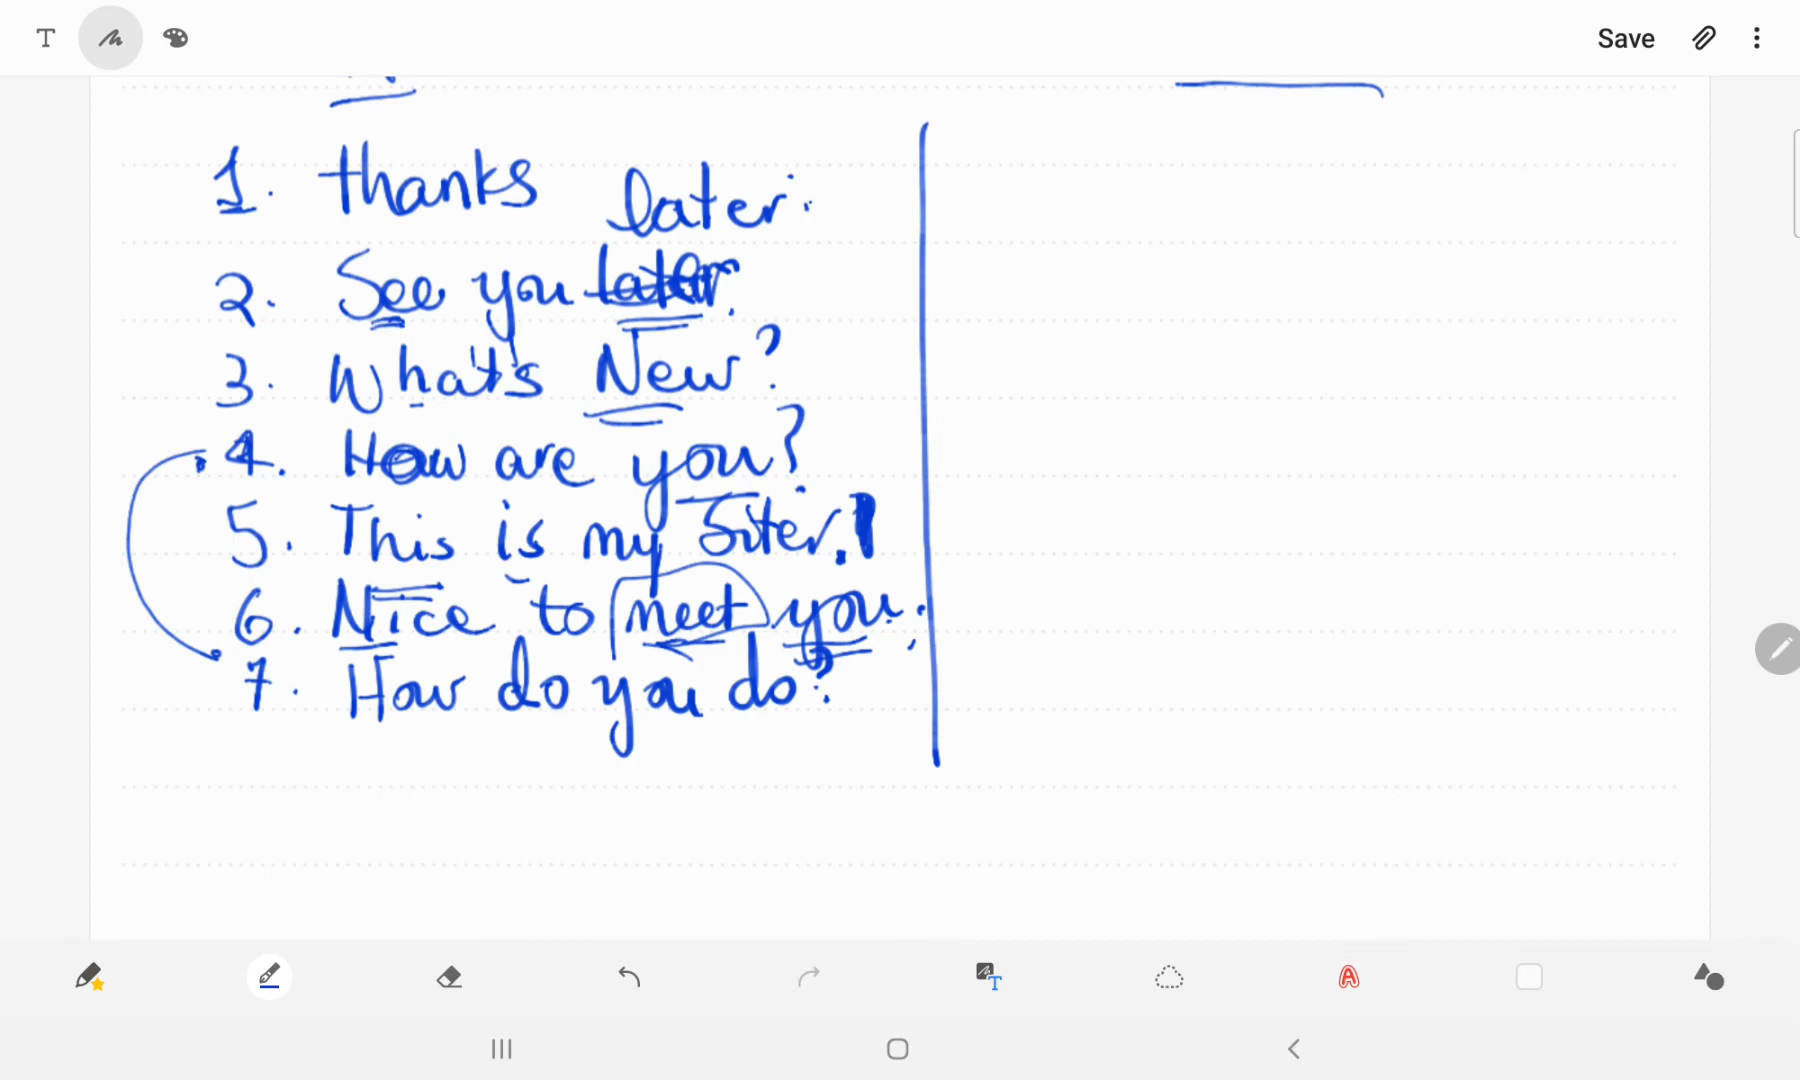 T
Save
1. thanks
later.
2. See you later.
3. What's New?
4. How are you?
5. This is my Sister.
6. Nice to meet you.
7. How do you do?
T
A